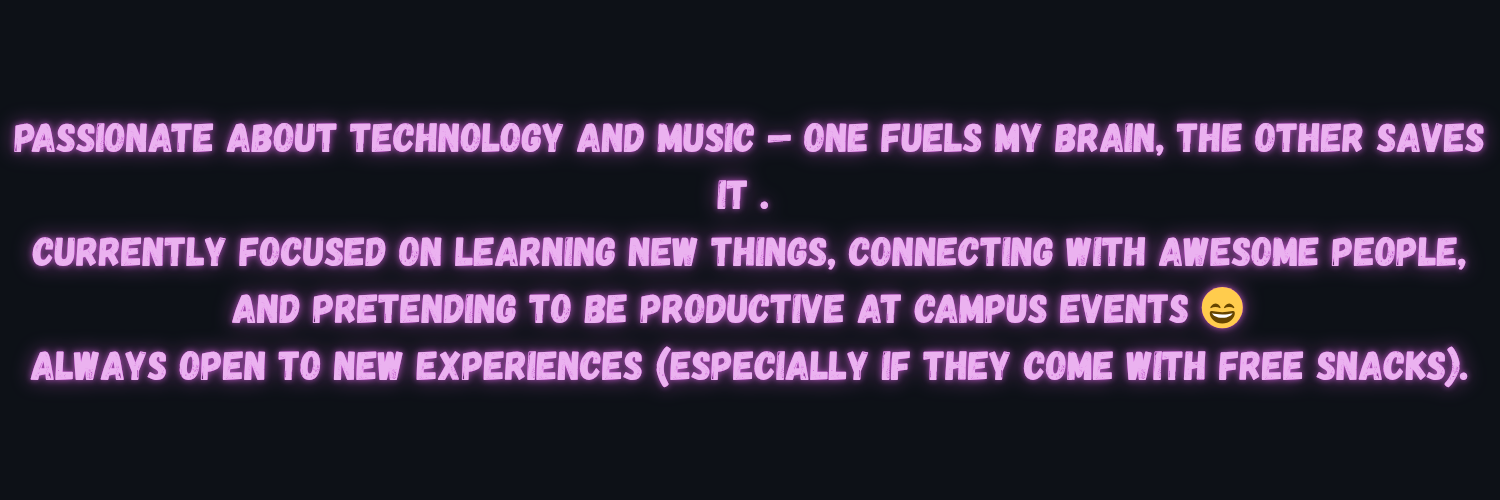 PASSIONATE ABOUT TECHNOLOGY AND MUSIC – ONE FUELS MY BRAIN, THE OTHER SAVES
IT .
CURRENTLY FOCUSED ON LEARNING NEW THINGS, CONNECTING WITH AWESOME PEOPLE,
AND PRETENDING TO BE PRODUCTIVE AT CAMPUS EVENTS 😄
ALWAYS OPEN TO NEW EXPERIENCES (ESPECIALLY IF THEY COME WITH FREE SNACKS).